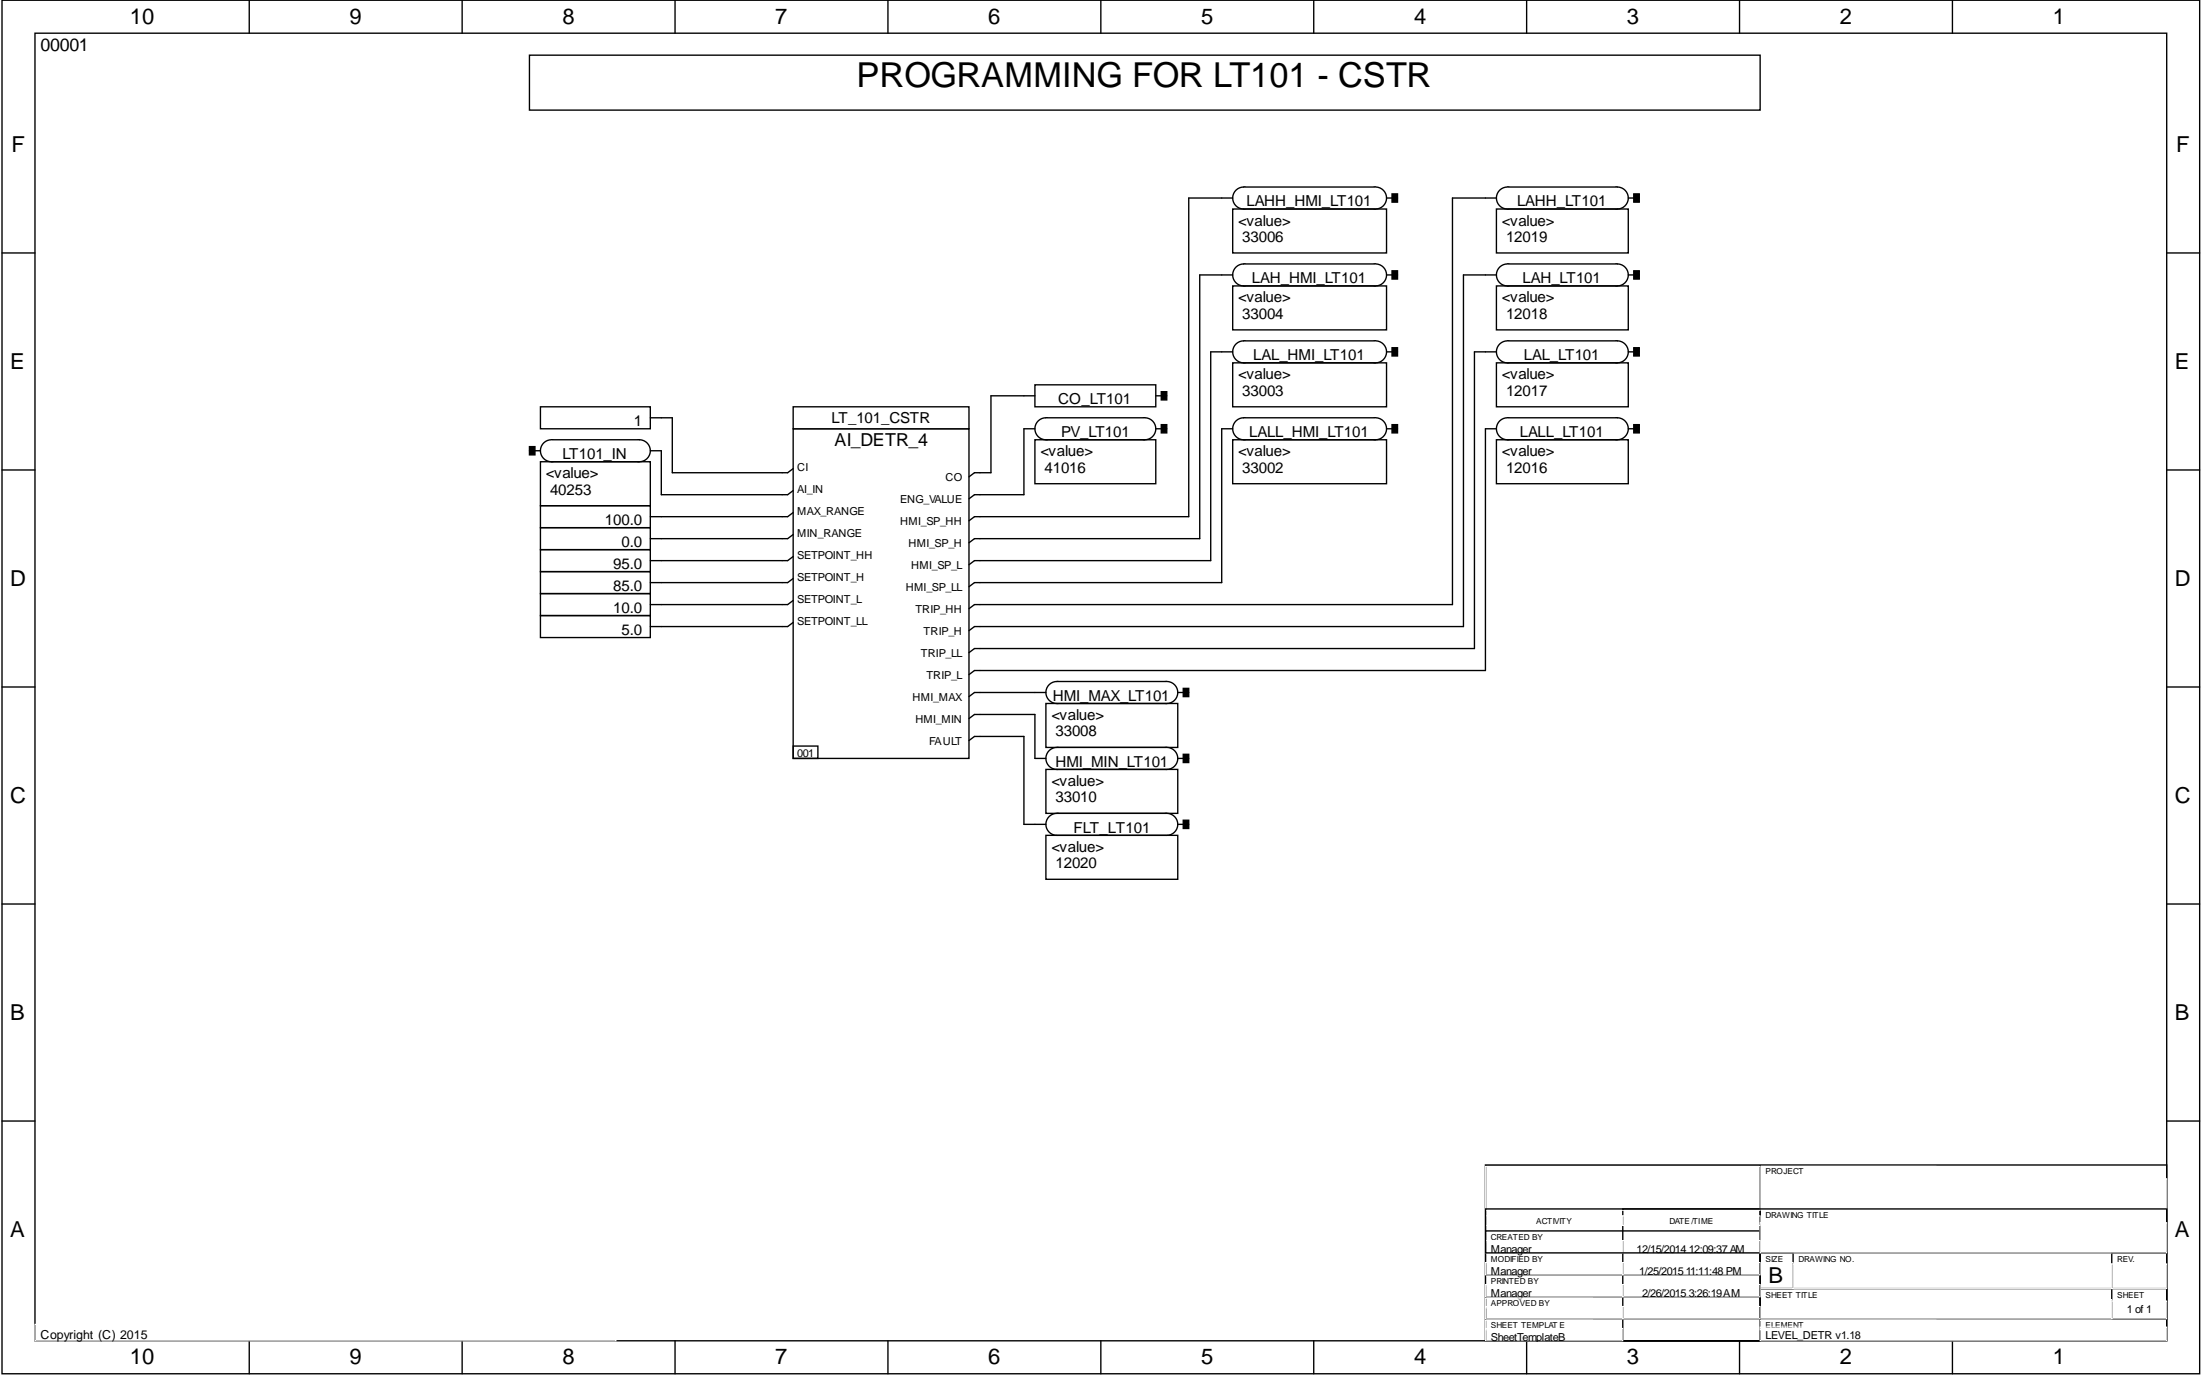 10 9 8 7 6 5 4 3 2 1
00001
PROGRAMMING FOR LT101 - CSTR
F F
LAHH_HMI_LT101
<value>
33006
LAHH_LT101
<value>
12019
LAH_HMI_LT101
<value>
33004
LAH_LT101
<value>
12018
E E
LAL_HMI_LT101
<value>
33003
LAL_LT101
<value>
12017
CO_LT101
PV_LT101
<value>
41016
LALL_HMI_LT101
<value>
33002
LALL_LT101
<value>
12016
1
LT101_IN
<value>
40253
100.0
0.0
95.0
85.0
10.0
5.0
LT_101_CSTR
AI_DETR_4
CI
AI_IN
MAX_RANGE
MIN_RANGE
SETPOINT_HH
SETPOINT_H
SETPOINT_L
SETPOINT_LL
CO
ENG_VALUE
HMI_SP_HH
HMI_SP_H
HMI_SP_L
HMI_SP_LL
TRIP_HH
TRIP_H
TRIP_LL
TRIP_L
HMI_MAX
HMI_MIN
FAULT
001
D D
HMI_MAX_LT101
<value>
33008
HMI_MIN_LT101
<value>
33010
FLT_LT101
<value>
12020
C C
B B
A A
PROJECT
ACTIVITY DATE/TIME
DRAWING TITLE
CREATED BY
Manager 12/15/2014 12:09:37 AM
MODIFIED BY
Manager 1/25/2015 11:11:48 PM
PRINTED BY
Manager 2/26/2015 3:26:19 AM
APPROVED BY
SIZE DRAWING NO. REV.
B
SHEET TITLE SHEET
1 of 1
SHEET TEMPLATE
SheetTemplateB
ELEMENT
LEVEL_DETR v1.18
Copyright (C) 2015
10 9 8 7 6 5 4 3 2 1